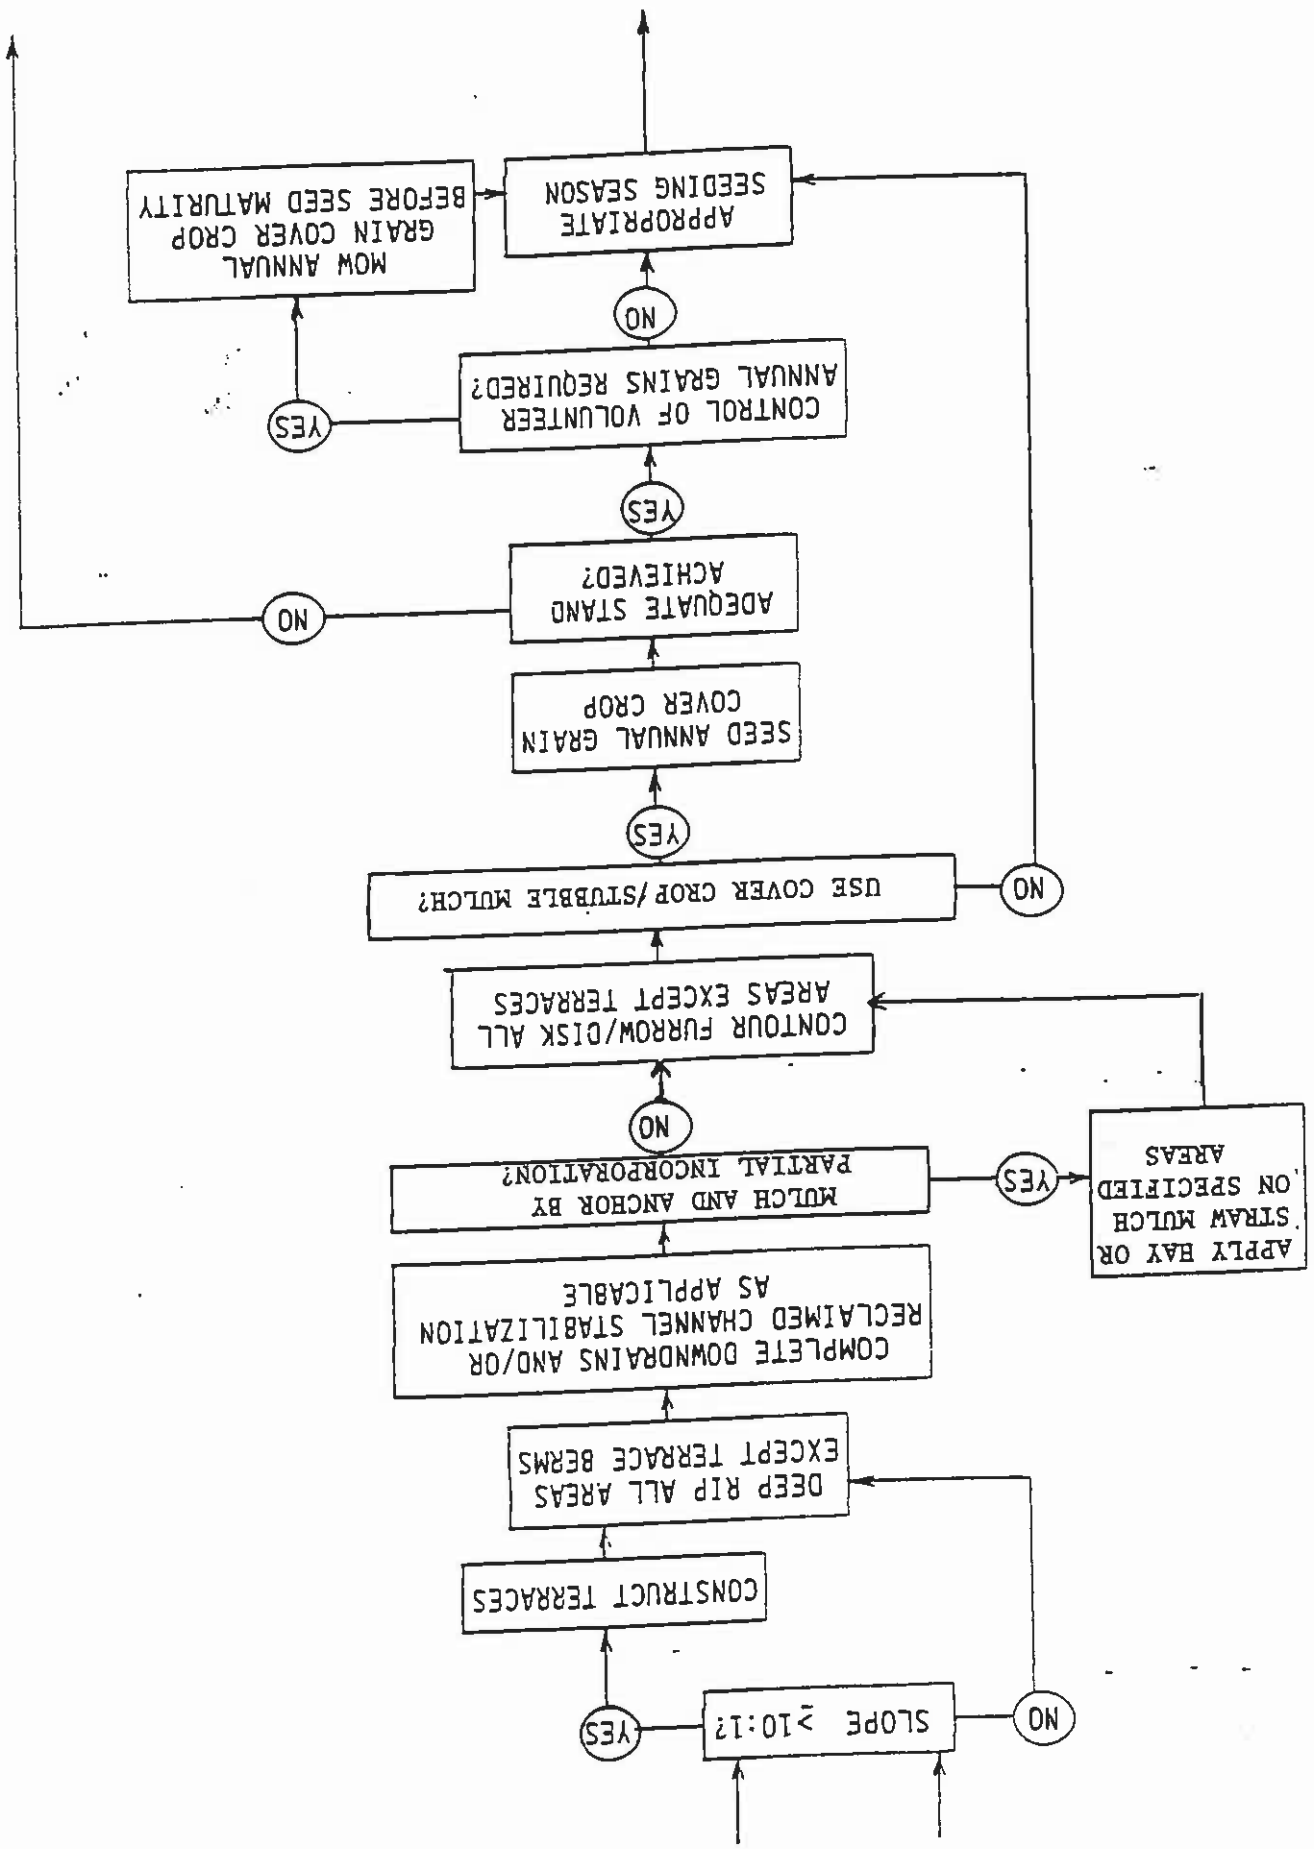 SLOPE ≥10:1?
NO
YES
CONSTRUCT TERRACES
DEEP RIP ALL AREAS
EXCEPT TERRACE BERMS
COMPLETE DOWNDRAINS AND/OR
RECLAIMED CHANNEL STABILIZATION
AS APPLICABLE
MULCH AND ANCHOR BY
PARTIAL INCORPORATION?
YES
APPLY HAY OR
STRAW MULCH
ON SPECIFIED
AREAS
NO
CONTOUR FURROW/DISK ALL
AREAS EXCEPT TERRACES
USE COVER CROP/STUBBLE MULCH?
NO
YES
SEED ANNUAL GRAIN
COVER CROP
ADEQUATE STAND
ACHIEVED?
NO
YES
CONTROL OF VOLUNTEER
ANNUAL GRAINS REQUIRED?
YES
NO
MOW ANNUAL
GRAIN COVER CROP
BEFORE SEED MATURITY
APPROPRIATE
SEEDING SEASON